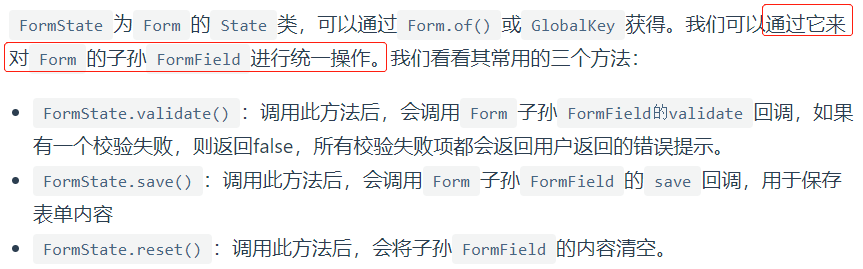 FormState 为 Form 的 State 类，可以通过 Form.of() 或 GlobalKey 获得。我们可以通过它来
对 Form 的子孙 FormField 进行统一操作。我们看看其常用的三个方法：
• FormState.validate()：调用此方法后，会调用 Form 子孙 FormField的validate 回调，如果
有一个校验失败，则返回false，所有校验失败项都会返回用户返回的错误提示。
• FormState.save()：调用此方法后，会调用 Form 子孙 FormField 的 save 回调，用于保存
表单内容
• FormState.reset()：调用此方法后，会将子孙 FormField 的内容清空。